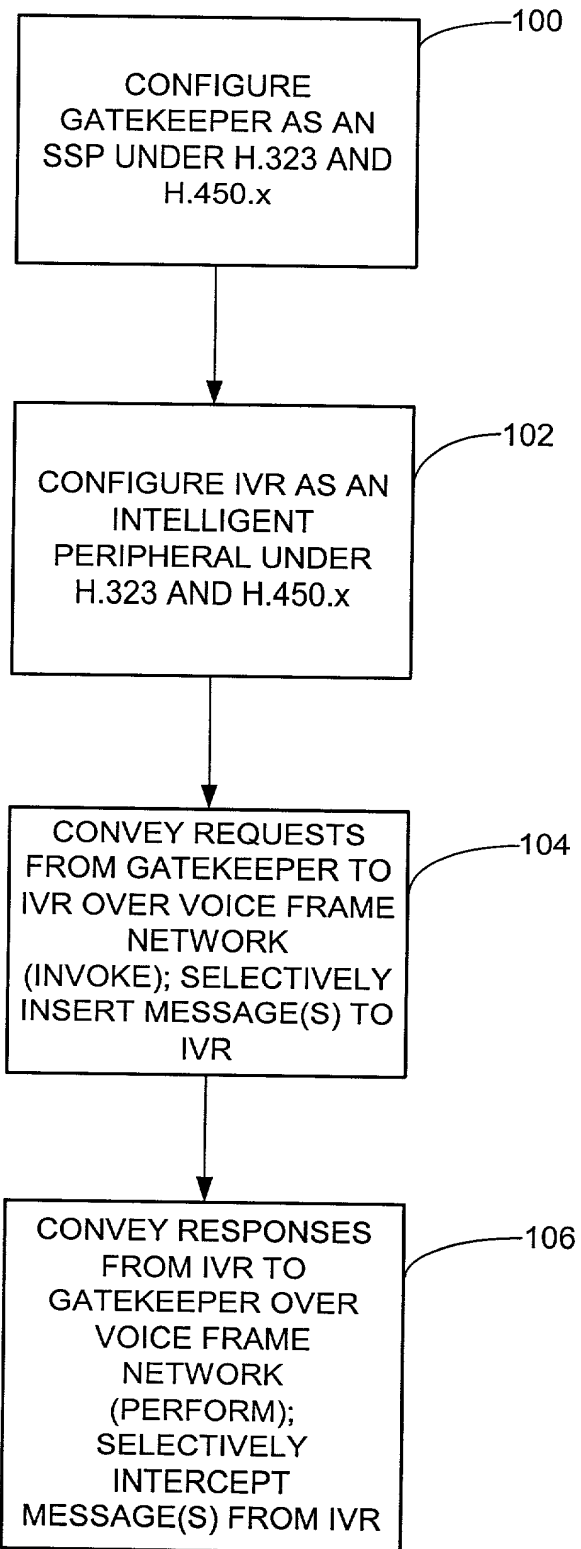 100
CONFIGURE
GATEKEEPER AS AN
SSP UNDER H.323 AND
H.450.x
102
CONFIGURE IVR AS AN
INTELLIGENT
PERIPHERAL UNDER
H.323 AND H.450.x
104
CONVEY REQUESTS
FROM GATEKEEPER TO
IVR OVER VOICE FRAME
NETWORK
(INVOKE); SELECTIVELY
INSERT MESSAGE(S) TO
IVR
106
CONVEY RESPONSES
FROM IVR TO
GATEKEEPER OVER
VOICE FRAME
NETWORK
(PERFORM);
SELECTIVELY
INTERCEPT
MESSAGE(S) FROM IVR